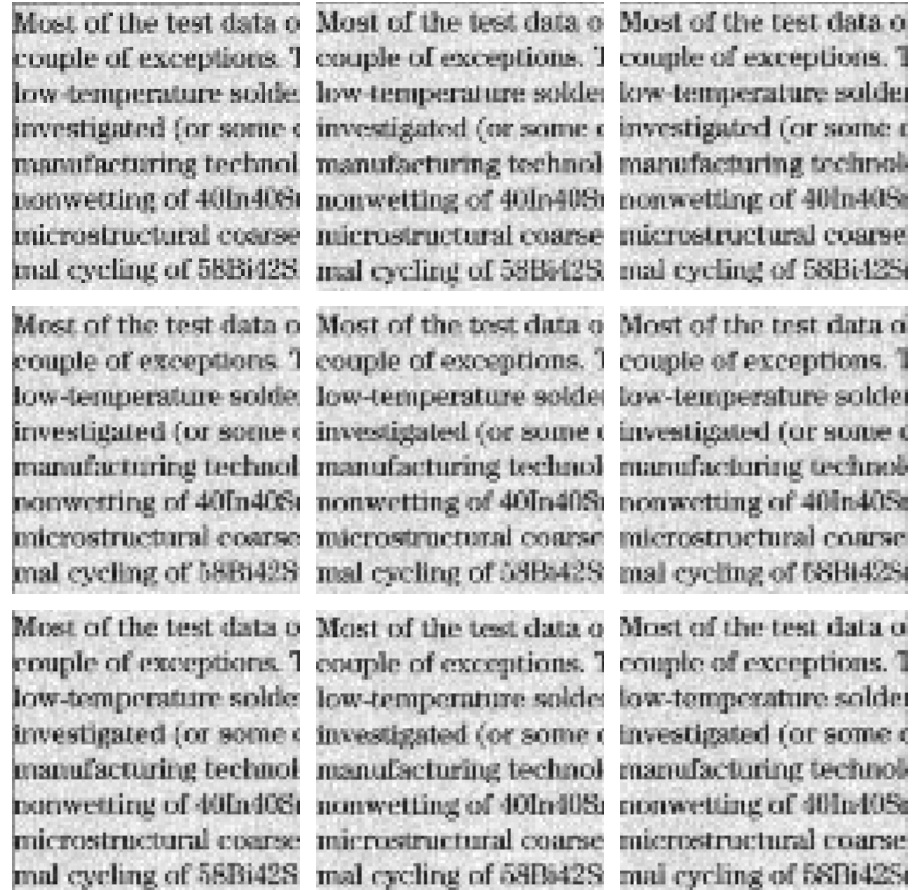 Most of the test data o
couple of exceptions. T
low-temperature solde
investigated (or some
manufacturing technol
nonwetting of 40In40S
microstructural coarse
mal cycling of 58Bi42S
Most of the test data o
couple of exceptions. T
low-temperature solde
investigated (or some
manufacturing technol
nonwetting of 40In40S
microstructural coarse
mal cycling of 58Bi42S
Most of the test data o
couple of exceptions. T
low-temperature solder
investigated (or some
manufacturing technol
nonwetting of 40In40S
microstructural coarse
mal cycling of 58Bi42S
Most of the test data o
couple of exceptions. T
low-temperature solde
investigated (or some
manufacturing technol
nonwetting of 40In40S
microstructural coarse
mal cycling of 58Bi42S
Most of the test data o
couple of exceptions. T
low-temperature solde
investigated (or some
manufacturing technol
nonwetting of 40In40S
microstructural coarse
mal cycling of 58Bi42S
Most of the test data o
couple of exceptions. T
low-temperature solder
investigated (or some
manufacturing technol
nonwetting of 40In40S
microstructural coarse
mal cycling of 58Bi42S
Most of the test data o
couple of exceptions. T
low-temperature solde
investigated (or some
manufacturing technol
nonwetting of 40In40S
microstructural coarse
mal cycling of 58Bi42S
Most of the test data o
couple of exceptions. T
low-temperature solde
investigated (or some
manufacturing technol
nonwetting of 40In40S
microstructural coarse
mal cycling of 58Bi42S
Most of the test data o
couple of exceptions. T
low-temperature solder
investigated (or some
manufacturing technol
nonwetting of 40In40S
microstructural coarse
mal cycling of 58Bi42S